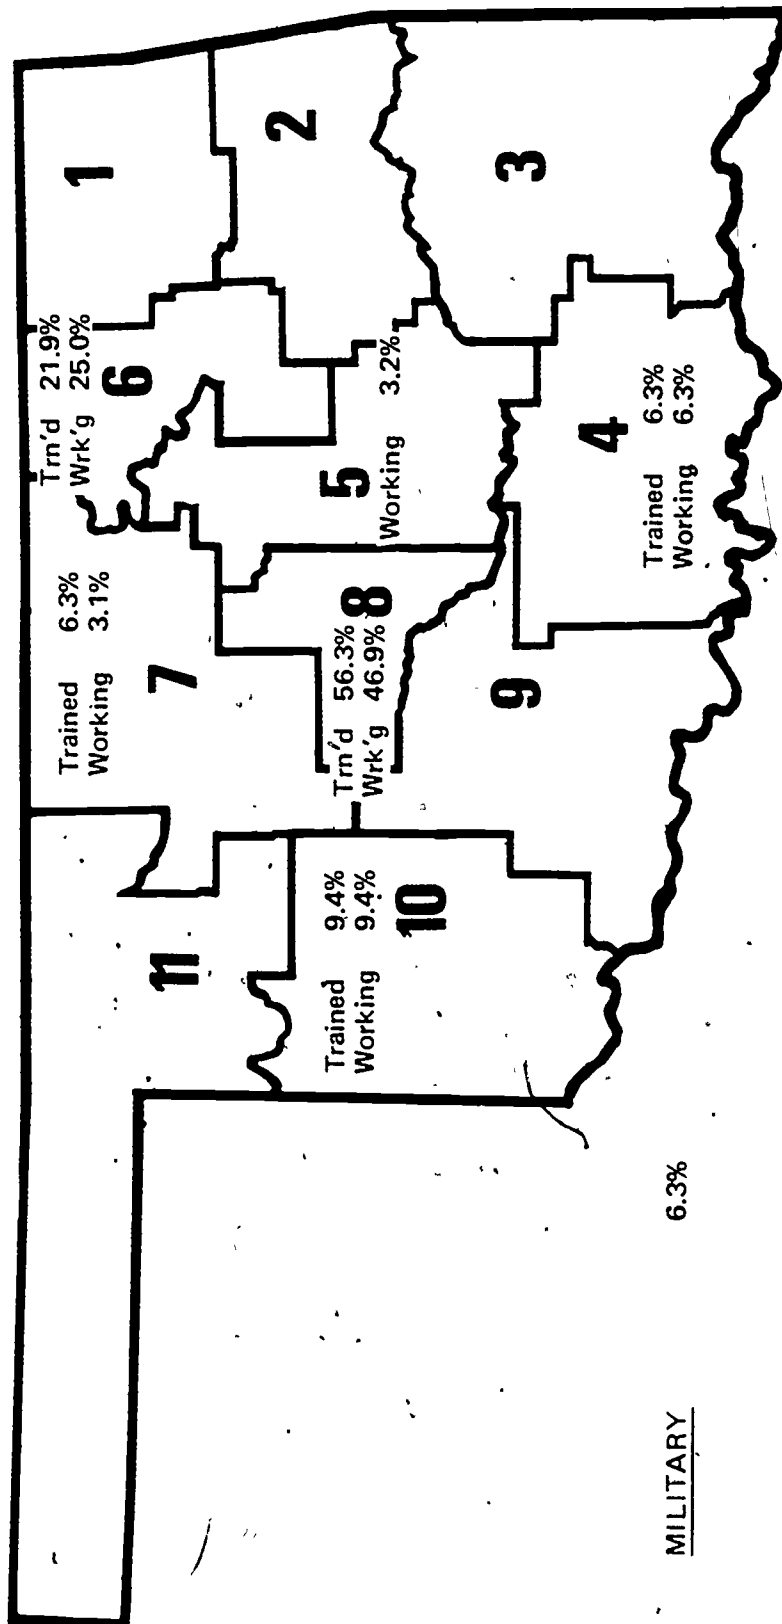 1
Trn'd 21.9%
Wrk'g 25.0%
6
2
Trained 6.3%
Working 3.1%
7
11
5
Working 3.2%
3
Trn'd 56.3%
Wrk'g 46.9%
8
Trained 9.4%
Working 9.4%
10
9
4
Trained 6.3%
Working 6.3%
MILITARY 6.3%